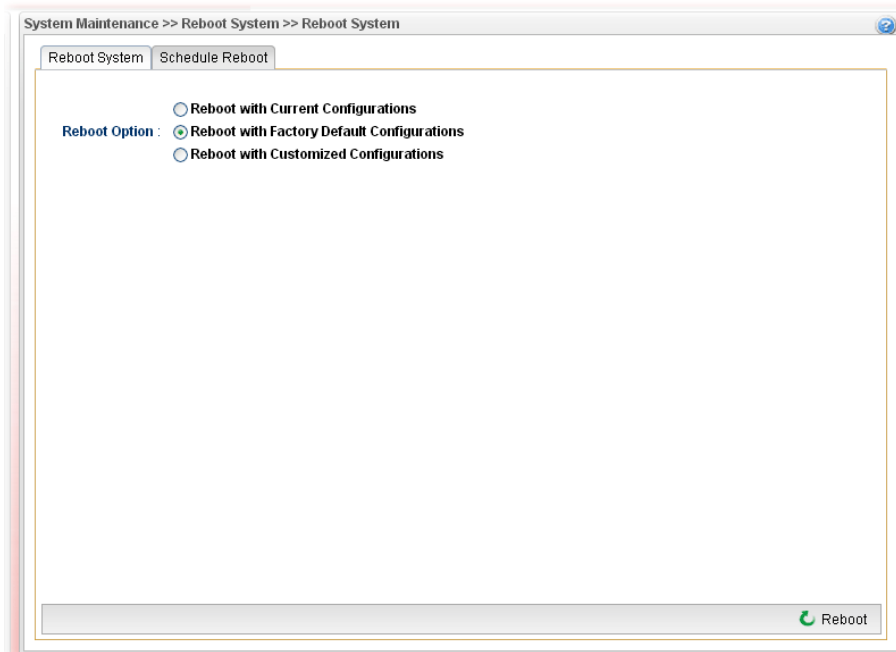 System Maintenance >> Reboot System >> Reboot System
Reboot System Schedule Reboot
Reboot with Current Configurations
Reboot Option : Reboot with Factory Default Configurations
Reboot with Customized Configurations
Reboot